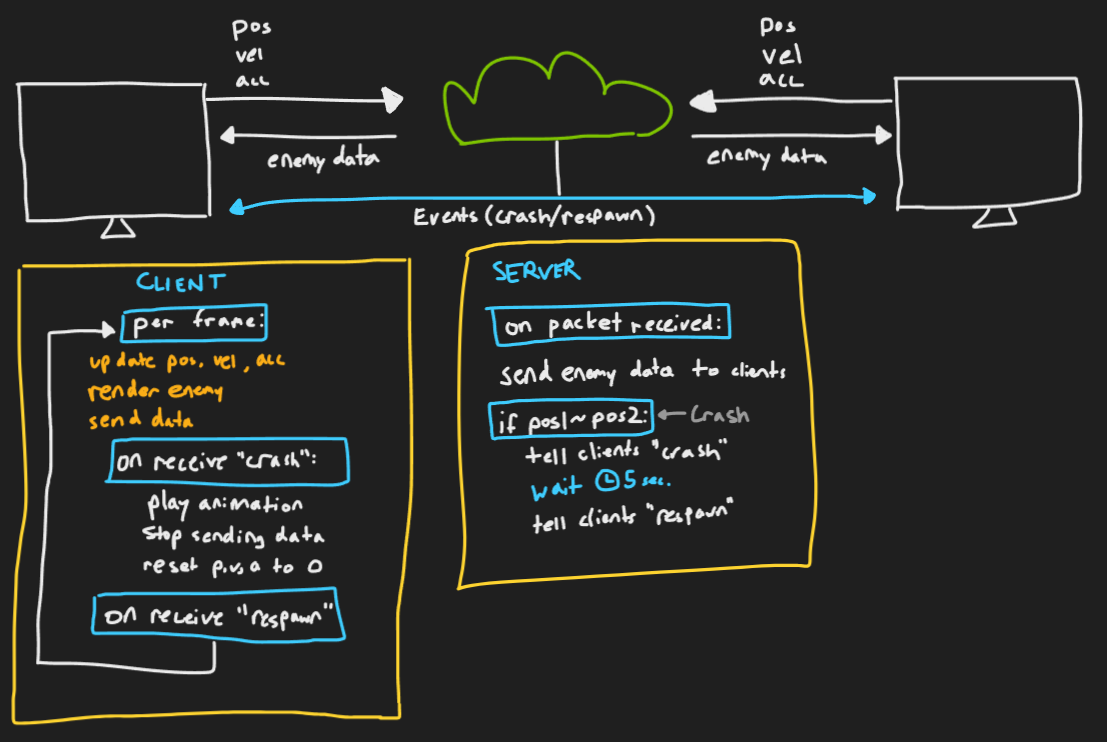 pos
vel
acc
pos
vel
acc
enemy data
enemy data
Events (crash/respawn)
CLIENT
per frame:
update pos, vel, acc
render enemy
send data
on receive "crash":
play animation
stop sending data
reset p,v,a to 0
on receive "respawn"
SERVER
on packet received:
send enemy data to clients
if pos1~pos2: ← Crash
tell clients "crash"
wait 5 sec.
tell clients "respawn"